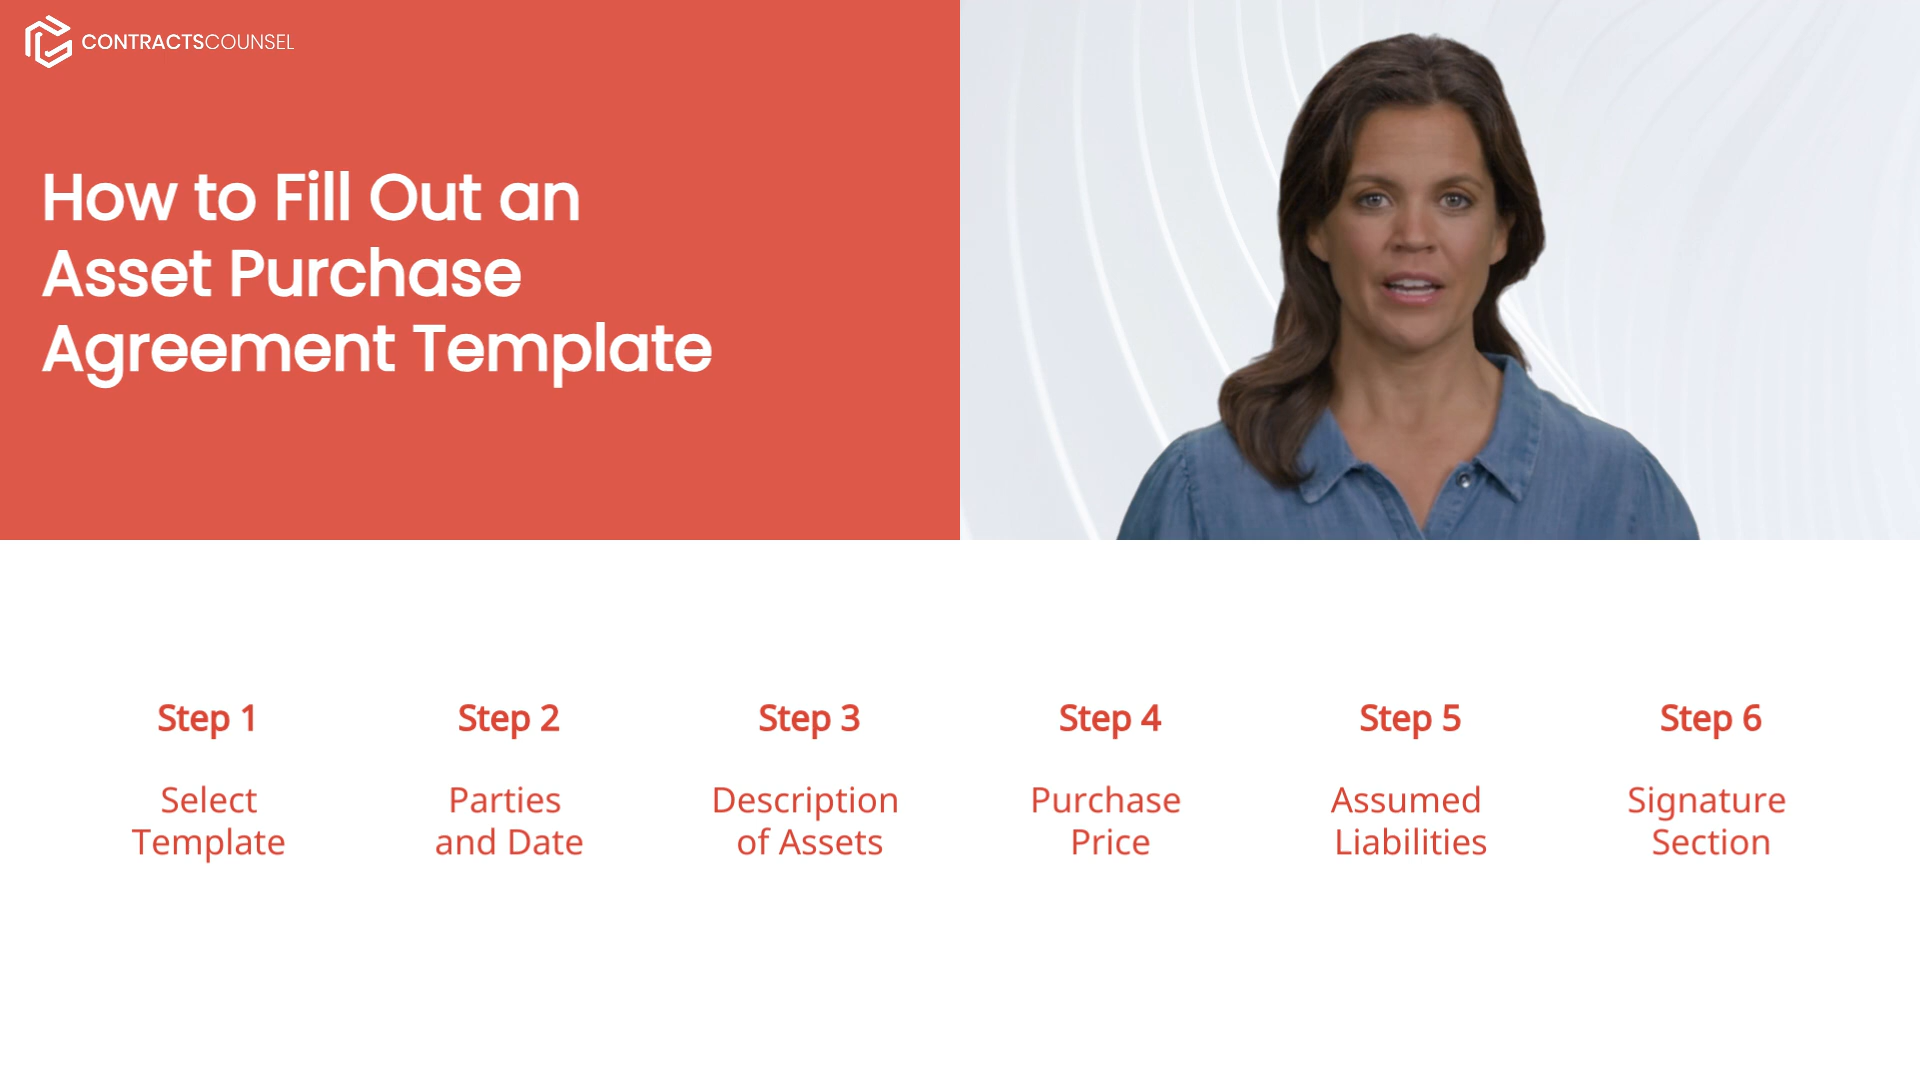 CONTRACTSCOUNSEL
How to Fill Out an
Asset Purchase
Agreement Template
Step 1
Select
Template
Step 2
Parties
and Date
Step 3
Description
of Assets
Step 4
Purchase
Price
Step 5
Assumed
Liabilities
Step 6
Signature
Section